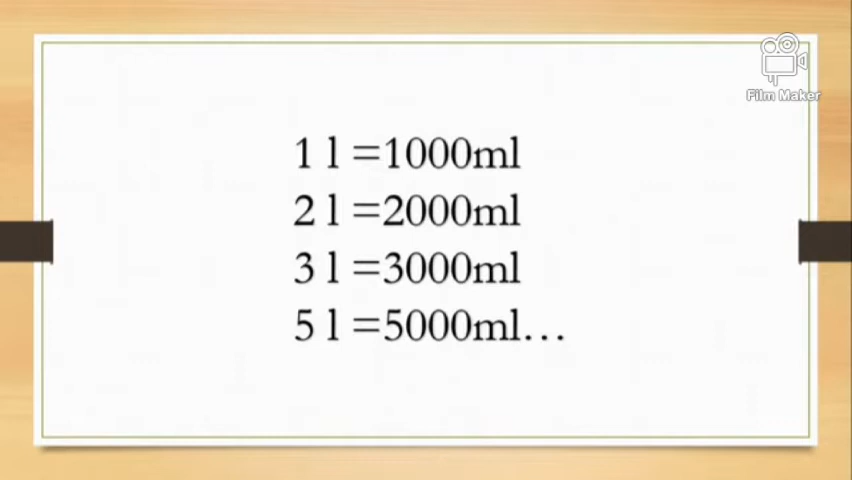 Film Maker
1 l =1000ml
2 l =2000ml
3 l =3000ml
5 l =5000ml…